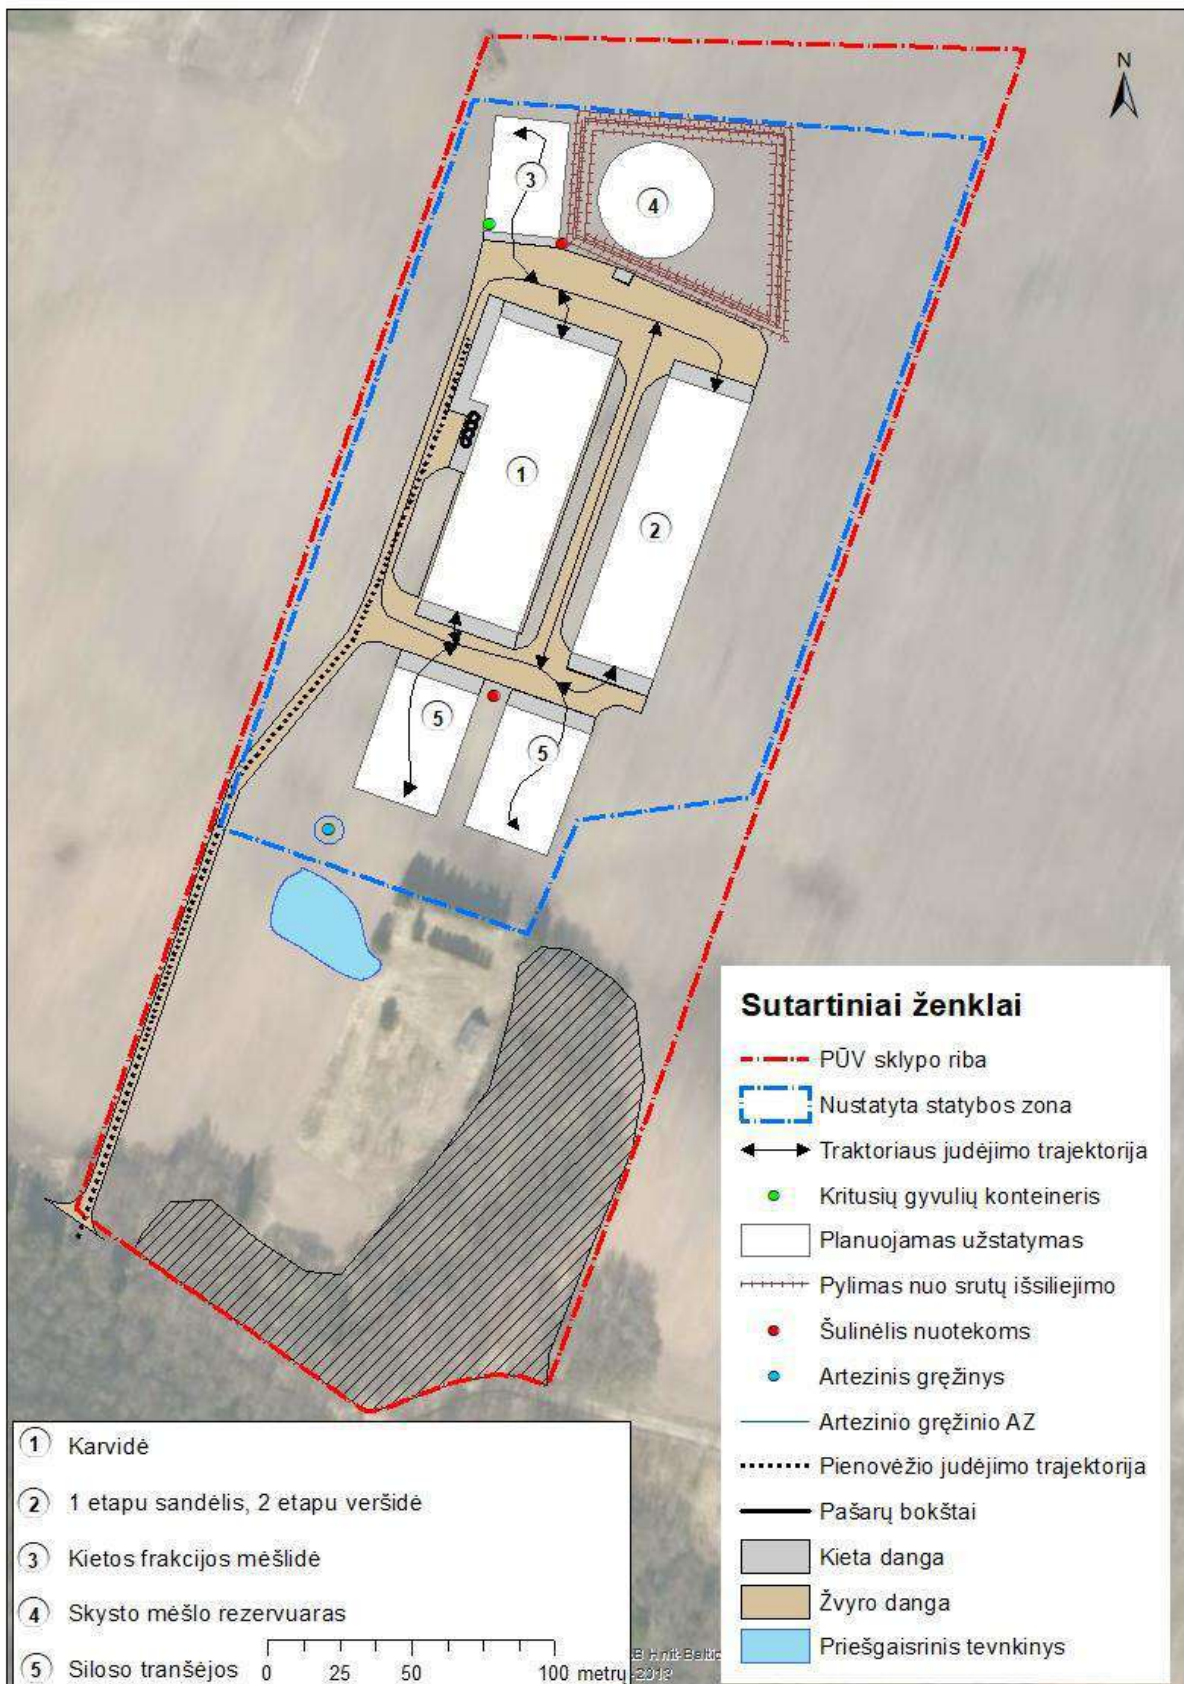 N
3
4
1
2
5
5
Sutartiniai ženklai
PŪV sklypo riba
Nustatyta statybos zona
Traktoriaus judėjimo trajektorija
Kritusių gyvulių konteineris
Planuojamas užstatymas
Pylimas nuo srutų išsiliejimo
Šulinėlis nuotekoms
Artezinis gręžinys
Artezinio gręžinio AZ
Pienovėžio judėjimo trajektorija
Pašarų bokštai
Kieta danga
Žvyro danga
Priešgaisrinis tevnkinys
1 Karvidė
2 1 etapu sandėlis, 2 etapu veršidė
3 Kietos frakcijos mėšlidė
4 Skysto mėšlo rezervuaras
5 Siloso tranšėjos
0 25 50 100 metrų